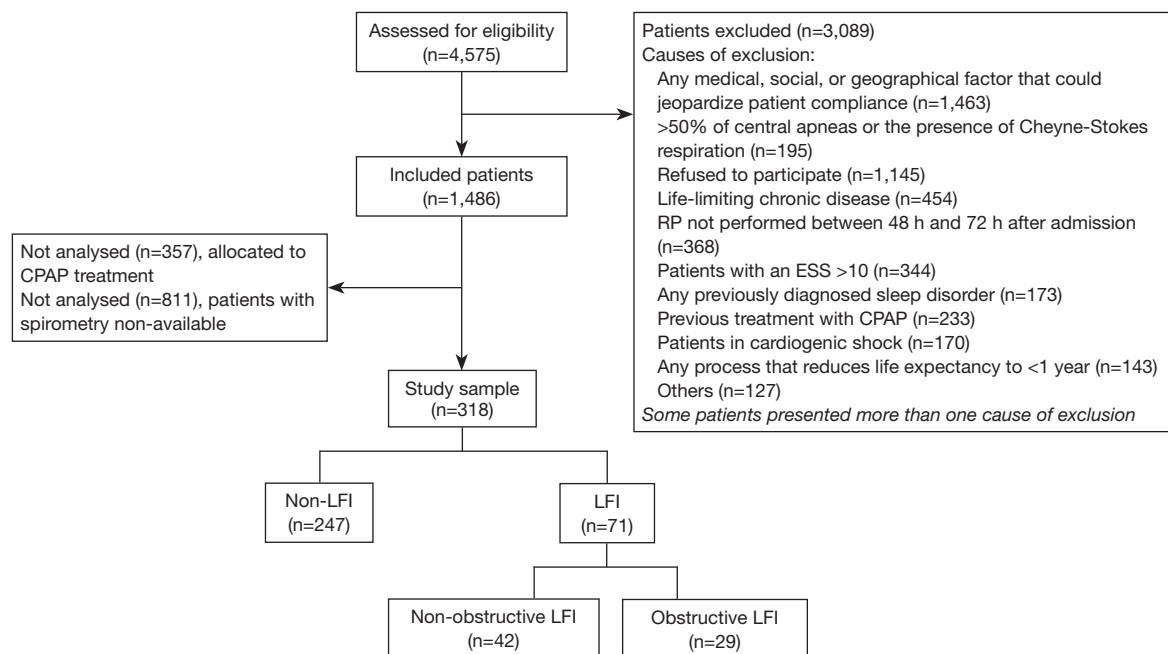 Assessed for eligibility
(n=4,575)
Patients excluded (n=3,089)
Causes of exclusion:
Any medical, social, or geographical factor that could
jeopardize patient compliance (n=1,463)
>50% of central apneas or the presence of Cheyne-Stokes
respiration (n=195)
Refused to participate (n=1,145)
Life-limiting chronic disease (n=454)
RP not performed between 48 h and 72 h after admission
(n=368)
Patients with an ESS >10 (n=344)
Any previously diagnosed sleep disorder (n=173)
Previous treatment with CPAP (n=233)
Patients in cardiogenic shock (n=170)
Any process that reduces life expectancy to <1 year (n=143)
Others (n=127)
Some patients presented more than one cause of exclusion
Included patients
(n=1,486)
Not analysed (n=357), allocated to
CPAP treatment
Not analysed (n=811), patients with
spirometry non-available
Study sample
(n=318)
Non-LFI
(n=247)
LFI
(n=71)
Non-obstructive LFI
(n=42)
Obstructive LFI
(n=29)